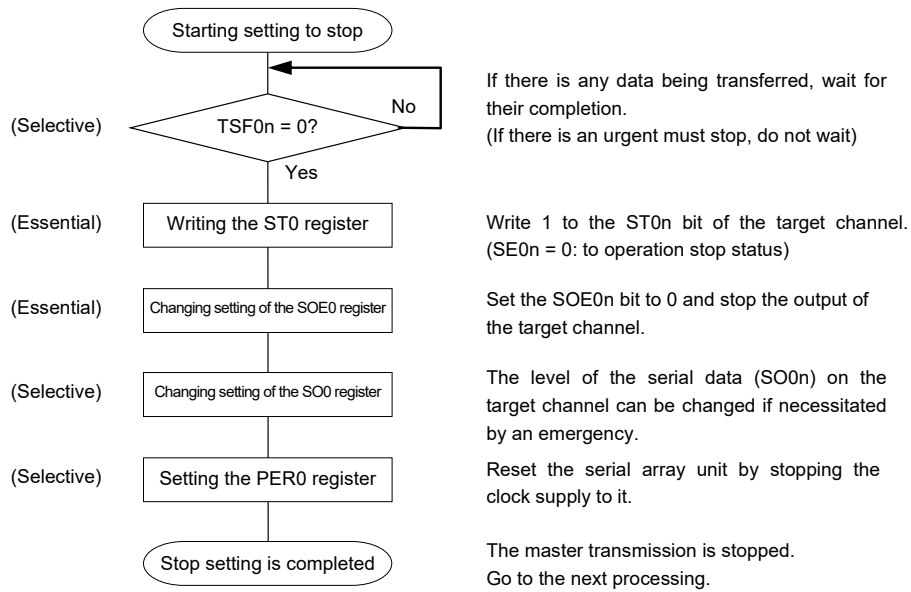 Starting setting to stop
(Selective)
TSF0n = 0?
No
Yes
If there is any data being transferred, wait for
their completion.
(If there is an urgent must stop, do not wait)
(Essential)
Writing the ST0 register
Write 1 to the ST0n bit of the target channel.
(SE0n = 0: to operation stop status)
(Essential)
Changing setting of the SOE0 register
Set the SOE0n bit to 0 and stop the output of
the target channel.
(Selective)
Changing setting of the SO0 register
The level of the serial data (SO0n) on the
target channel can be changed if necessitated
by an emergency.
(Selective)
Setting the PER0 register
Reset the serial array unit by stopping the
clock supply to it.
Stop setting is completed
The master transmission is stopped.
Go to the next processing.